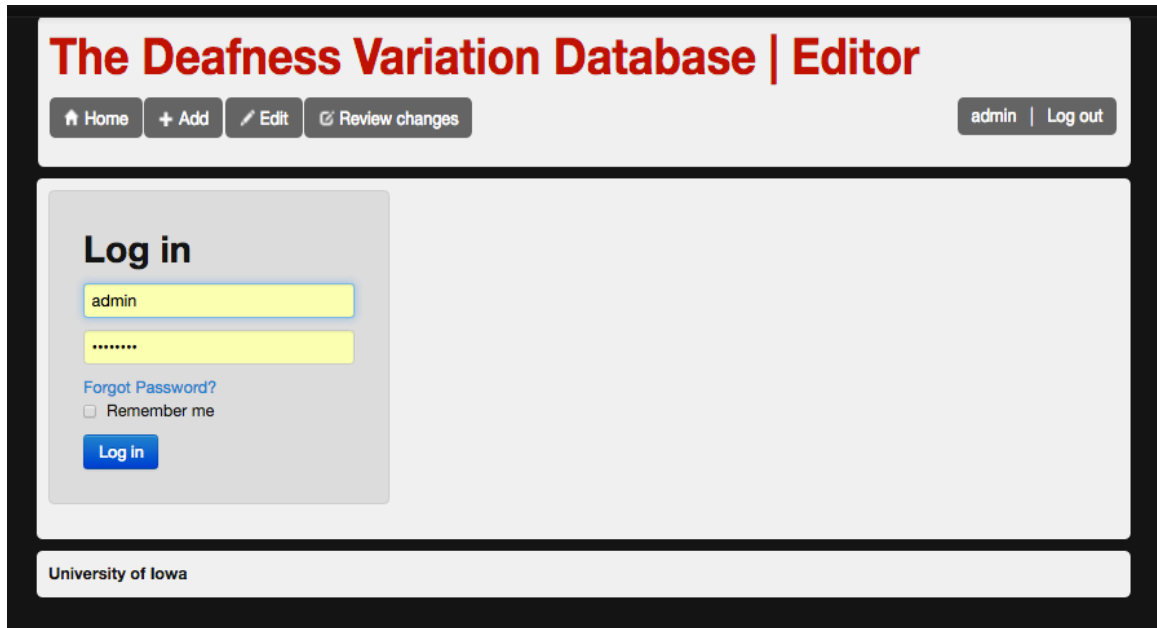 The Deafness Variation Database | Editor
Home + Add Edit Review changes admin | Log out
Log in
admin
••••••••
Forgot Password?
Remember me
Log in
University of Iowa